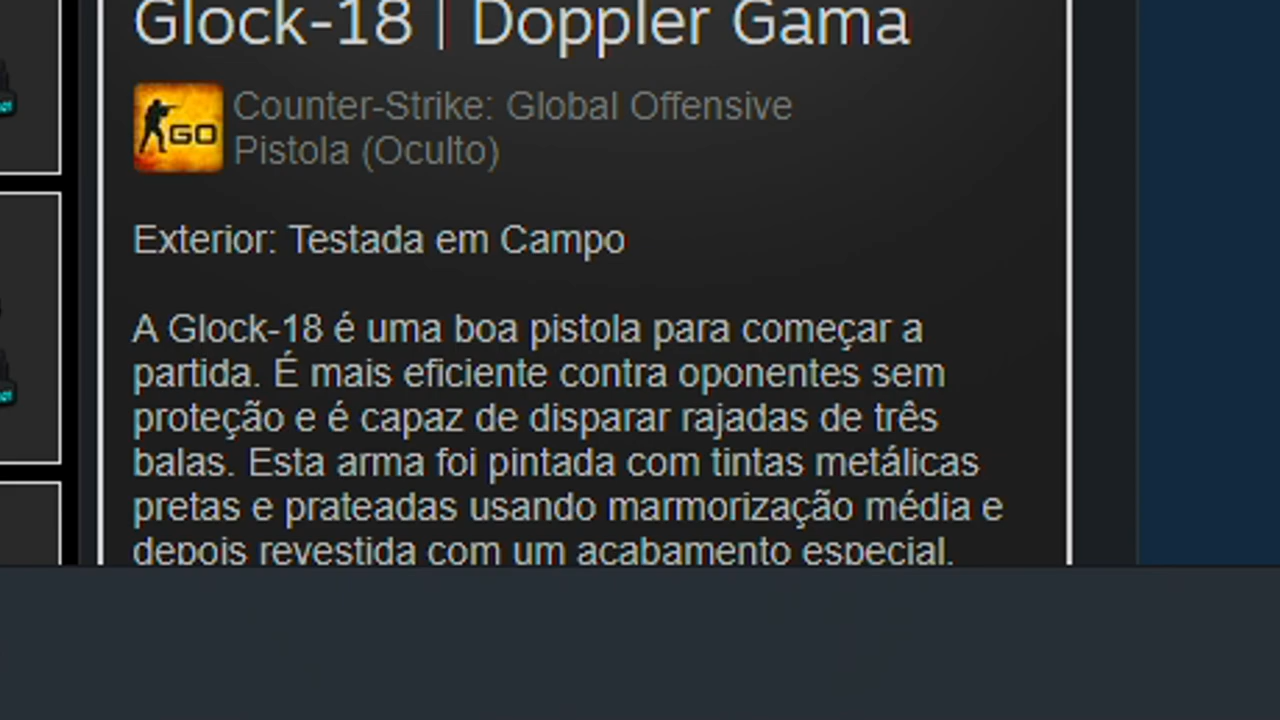 Glock-18 | Doppler Gama
GO
Counter-Strike: Global Offensive
Pistola (Oculto)
Exterior: Testada em Campo
A Glock-18 é uma boa pistola para começar a
partida. É mais eficiente contra oponentes sem
proteção e é capaz de disparar rajadas de três
balas. Esta arma foi pintada com tintas metálicas
pretas e prateadas usando marmorização média e
depois revestida com um acabamento especial.